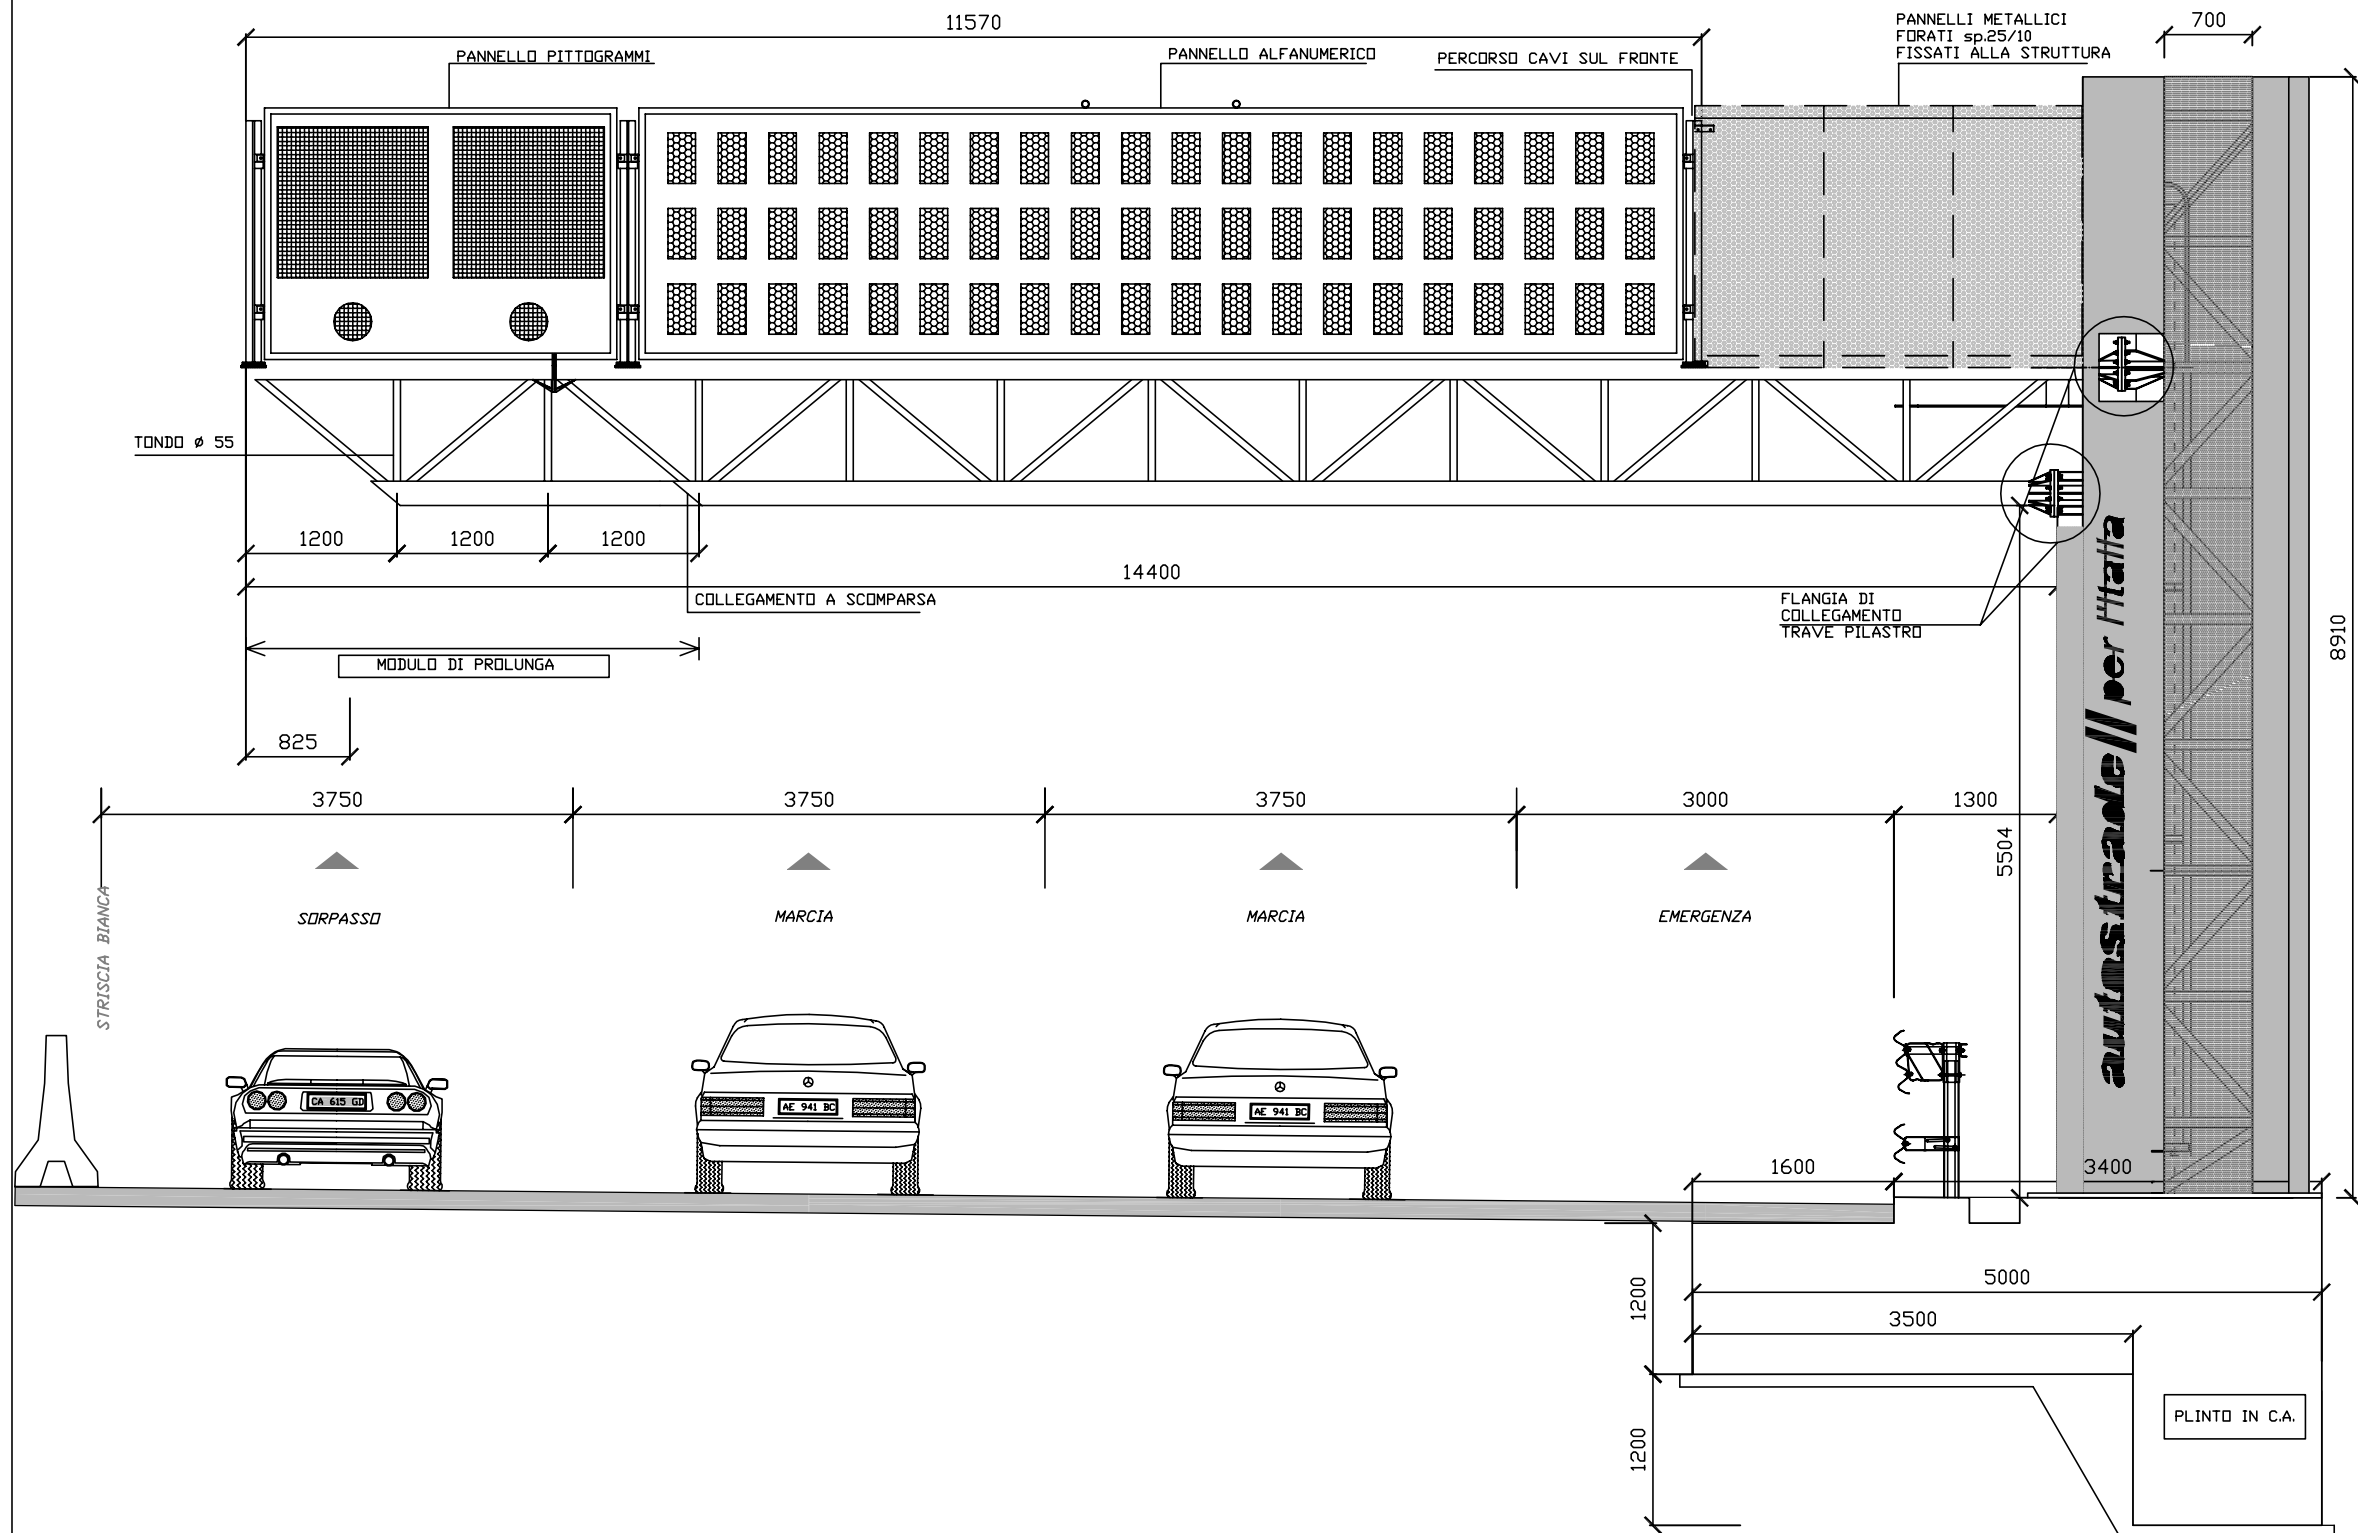 11570
PANNELLI METALLICI
FORATI sp.25/10
FISSATI ALLA STRUTTURA
700
PANNELLO PITTOGRAMMI
PANNELLO ALFANUMERICO
PERCORSO CAVI SUL FRONTE
TONDO ø 55
1200
1200
1200
14400
COLLEGAMENTO A SCOMPARSA
FLANGIA DI
COLLEGAMENTO
TRAVE PILASTRO
8910
MODULO DI PROLUNGA
825
autostrade // per l'Italia
3750
3750
3750
3000
1300
5504
STRISCIA BIANCA
SORPASSO
MARCIA
MARCIA
EMERGENZA
CA 615 GD
AE 941 BC
AE 941 BC
1600
3400
1200
5000
3500
1200
PLINTO IN C.A.